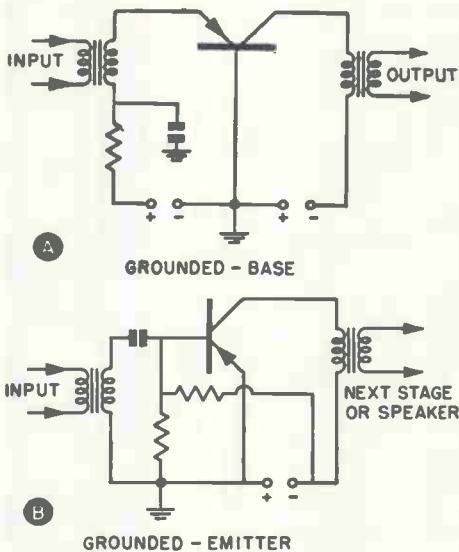 INPUT
OUTPUT
+ - + -
A
GROUNDED - BASE
INPUT
NEXT STAGE
OR SPEAKER
+ -
B
GROUNDED - EMITTER